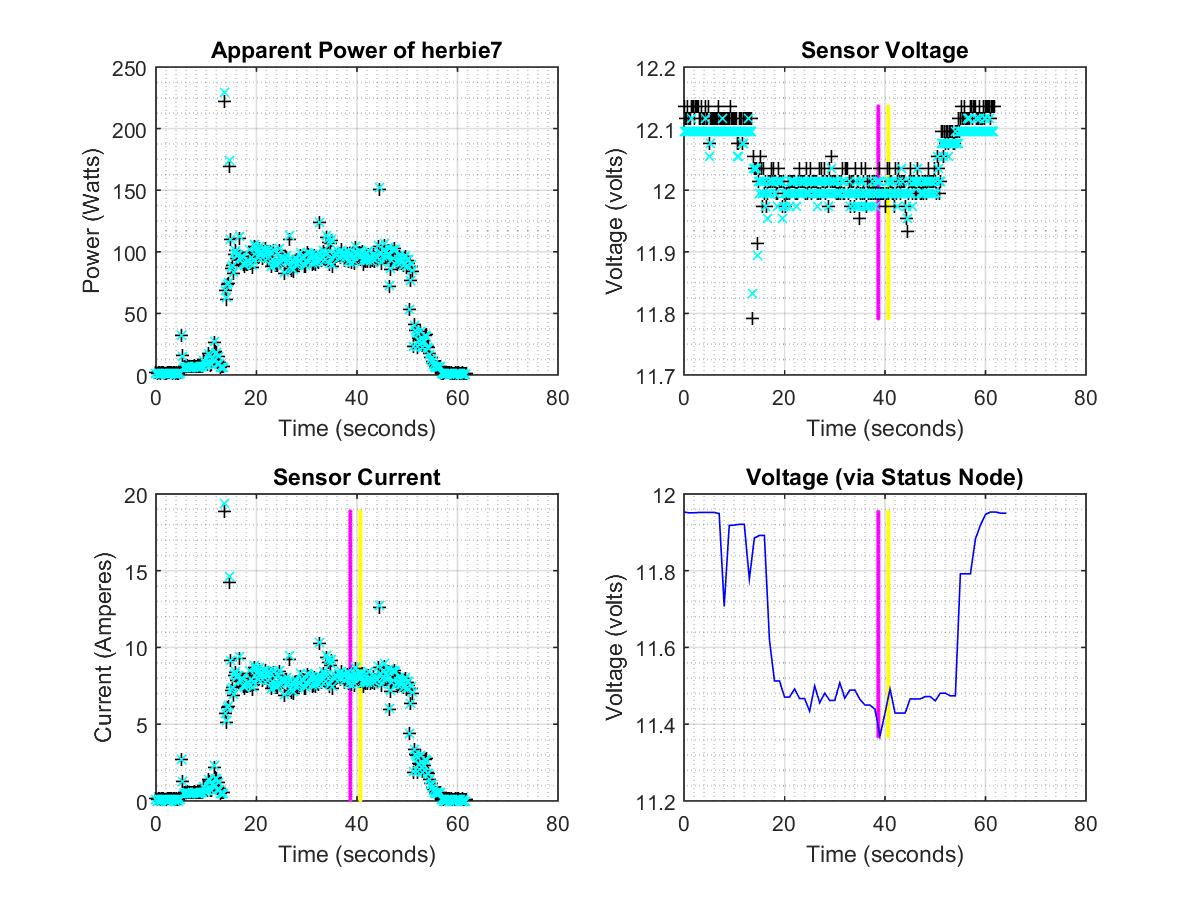 Apparent Power of herbie7
250
200
150
100
50
0
Power (Watts)
0 20 40 60 80
Time (seconds)
Sensor Voltage
12.2
12.1
12
11.9
11.8
11.7
Voltage (volts)
0 20 40 60 80
Time (seconds)
Sensor Current
20
15
10
5
0
Current (Amperes)
0 20 40 60 80
Time (seconds)
Voltage (via Status Node)
12
11.8
11.6
11.4
11.2
Voltage (volts)
0 20 40 60 80
Time (seconds)